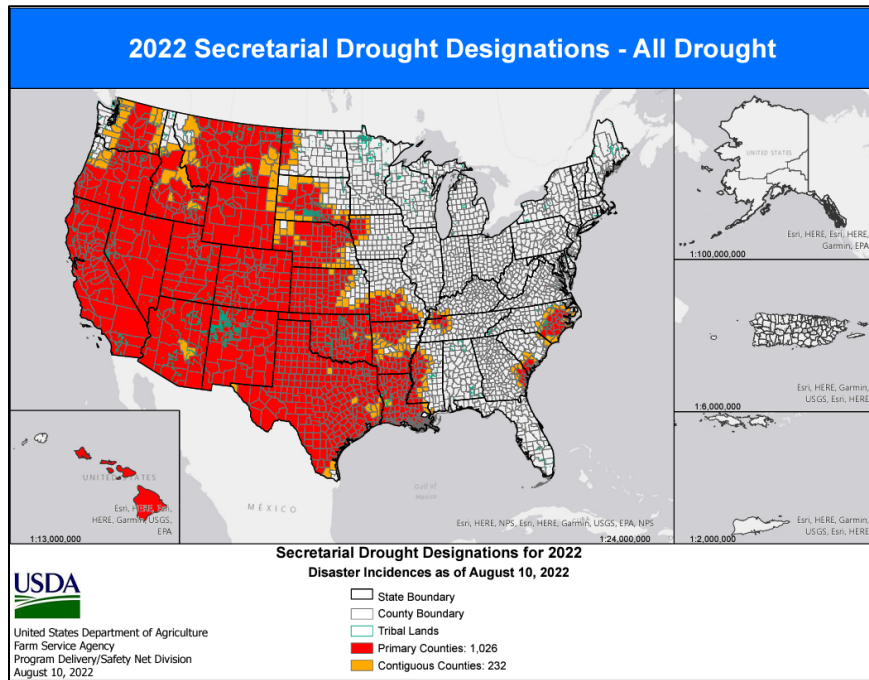 2022 Secretarial Drought Designations - All Drought
UNITED STATES
Esri, HERE, Esri, HERE,
Garmin, EPA
1:100,000,000
Esri, HERE, Garmin,
USGS, Esri, HERE
1:6,000,000
Esri, HERE, Garmin,
USGS, Esri, HERE
1:2,000,000
UNITED STATES
Esri, HERE, Esri,
HERE, Garmin, USGS,
EPA
1:13,000,000
MÉXICO
Gulf of
Mexico
Esri, HERE, NPS, Esri, HERE, Garmin, USGS, EPA, NPS
1:24,000,000
Secretarial Drought Designations for 2022
Disaster Incidences as of August 10, 2022
State Boundary
County Boundary
Tribal Lands
Primary Counties: 1,026
Contiguous Counties: 232
USDA
United States Department of Agriculture
Farm Service Agency
Program Delivery/Safety Net Division
August 10, 2022